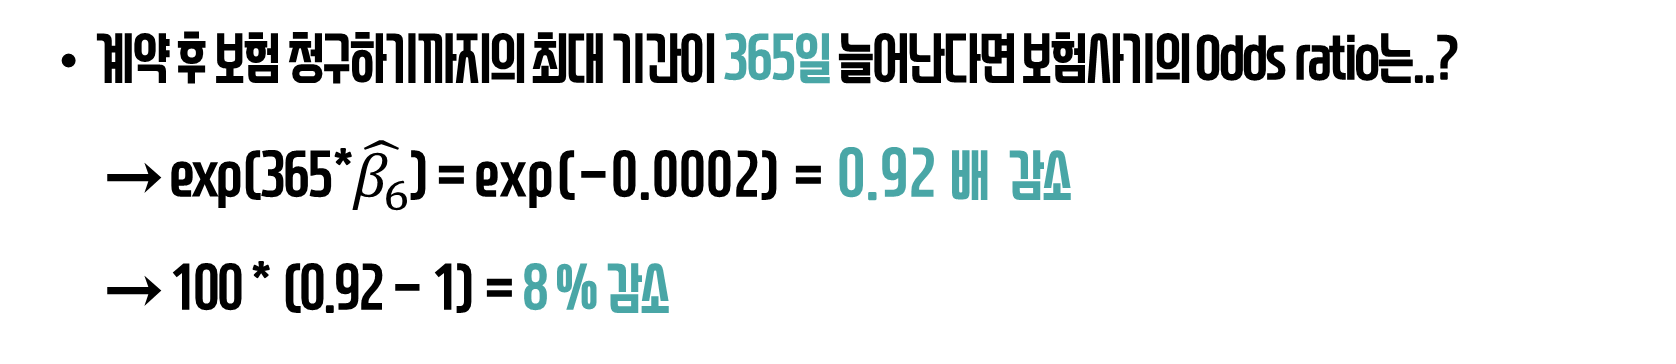 • 계약 후 보험 청구하기까지의 최대 기간이 365일 늘어난다면 보험사기의 Odds ratio는..?
→ exp(365*β̂₆) = exp(−0.0002) = 0.92 배 감소
→ 100 * (0.92 − 1) = 8 % 감소